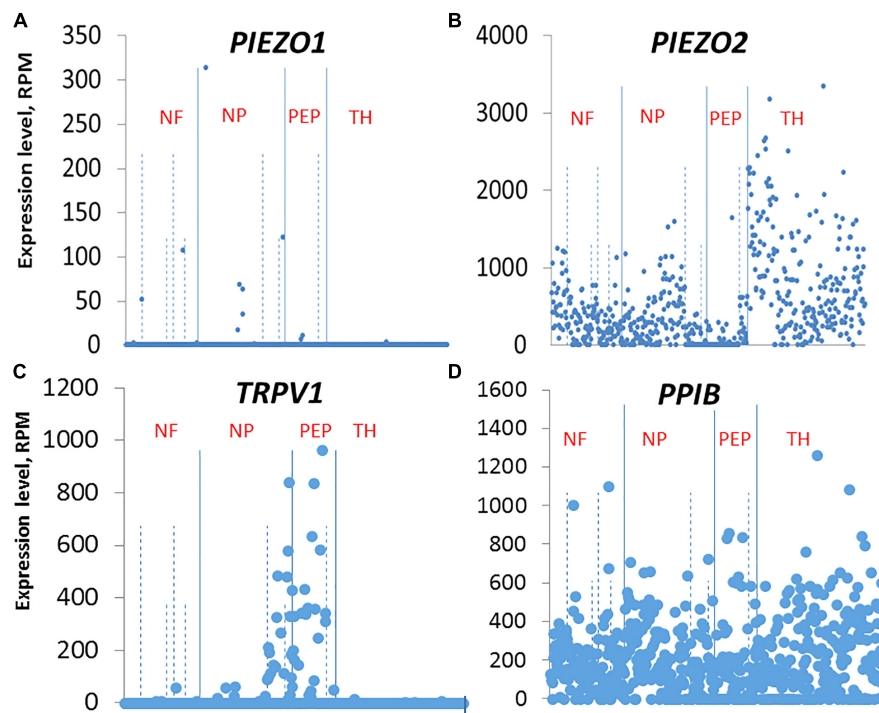 A
PIEZO1
Expression level, RPM
350
300
250
200
150
100
50
0
NF NP PEP TH
B
PIEZO2
4000
3000
2000
1000
0
NF NP PEP TH
C
TRPV1
Expression level, RPM
1200
1000
800
600
400
200
0
NF NP PEP TH
D
PPIB
1600
1400
1200
1000
800
600
400
200
0
NF NP PEP TH